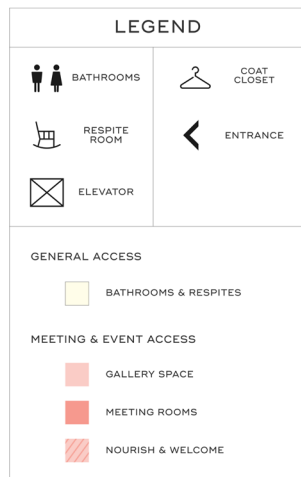 LEGEND
BATHROOMS
COAT
CLOSET
RESPITE
ROOM
ENTRANCE
ELEVATOR
GENERAL ACCESS
BATHROOMS & RESPITES
MEETING & EVENT ACCESS
GALLERY SPACE
MEETING ROOMS
NOURISH & WELCOME